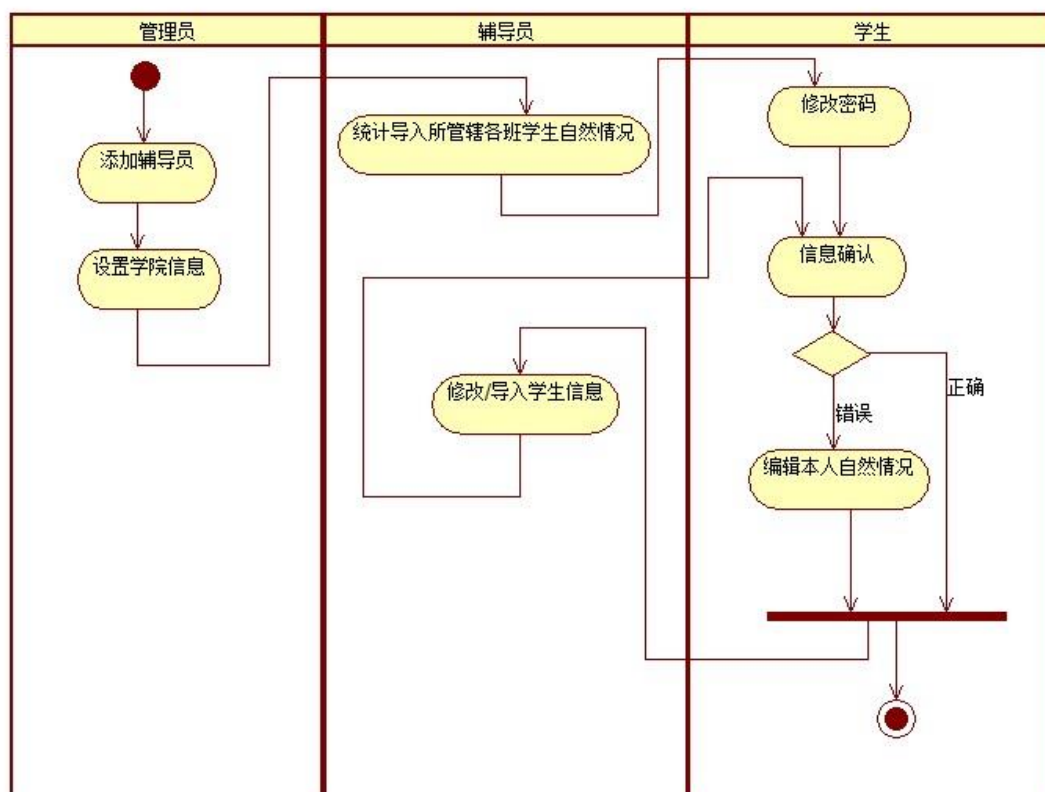 管理员
辅导员
学生
添加辅导员
设置学院信息
统计导入所管辖各班学生自然情况
修改密码
信息确认
修改/导入学生信息
正确
错误
编辑本人自然情况